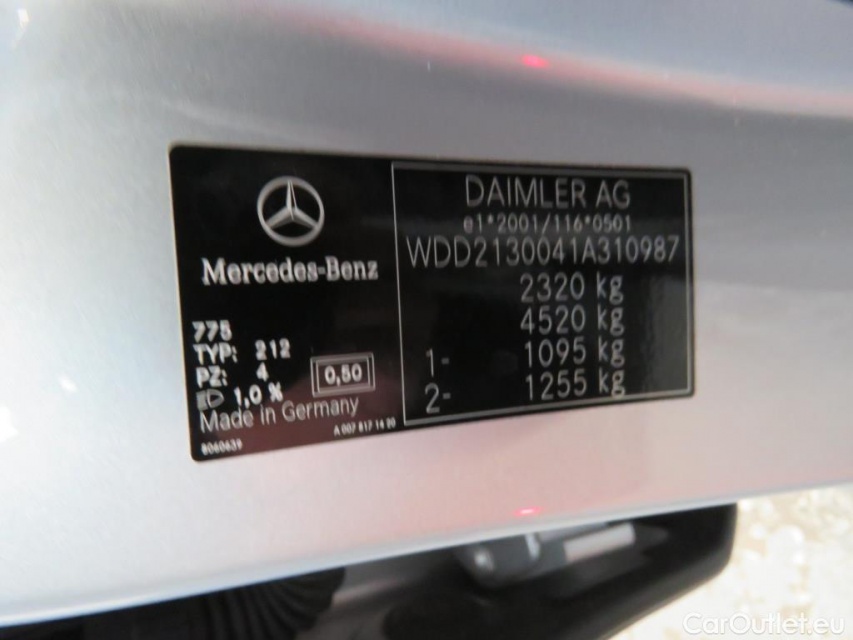 Mercedes-Benz
775
TYP: 212
PZ: 4
1,0 %
0,50
Made in Germany
8060639
A 007 817 14 20
DAIMLER AG
e1*2001/116*0501
WDD2130041A310987
2320 kg
4520 kg
1- 1095 kg
2- 1255 kg
CarOutlet.eu